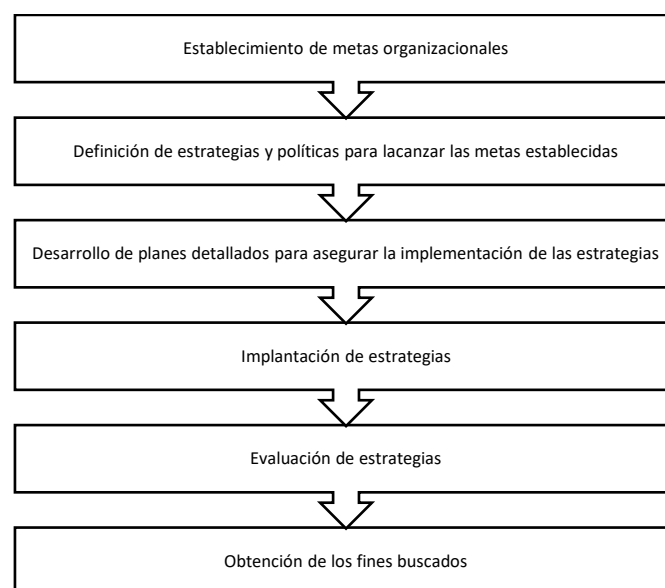 Establecimiento de metas organizacionales
Definición de estrategias y políticas para lacanzar las metas establecidas
Desarrollo de planes detallados para asegurar la implementación de las estrategias
Implantación de estrategias
Evaluación de estrategias
Obtención de los fines buscados